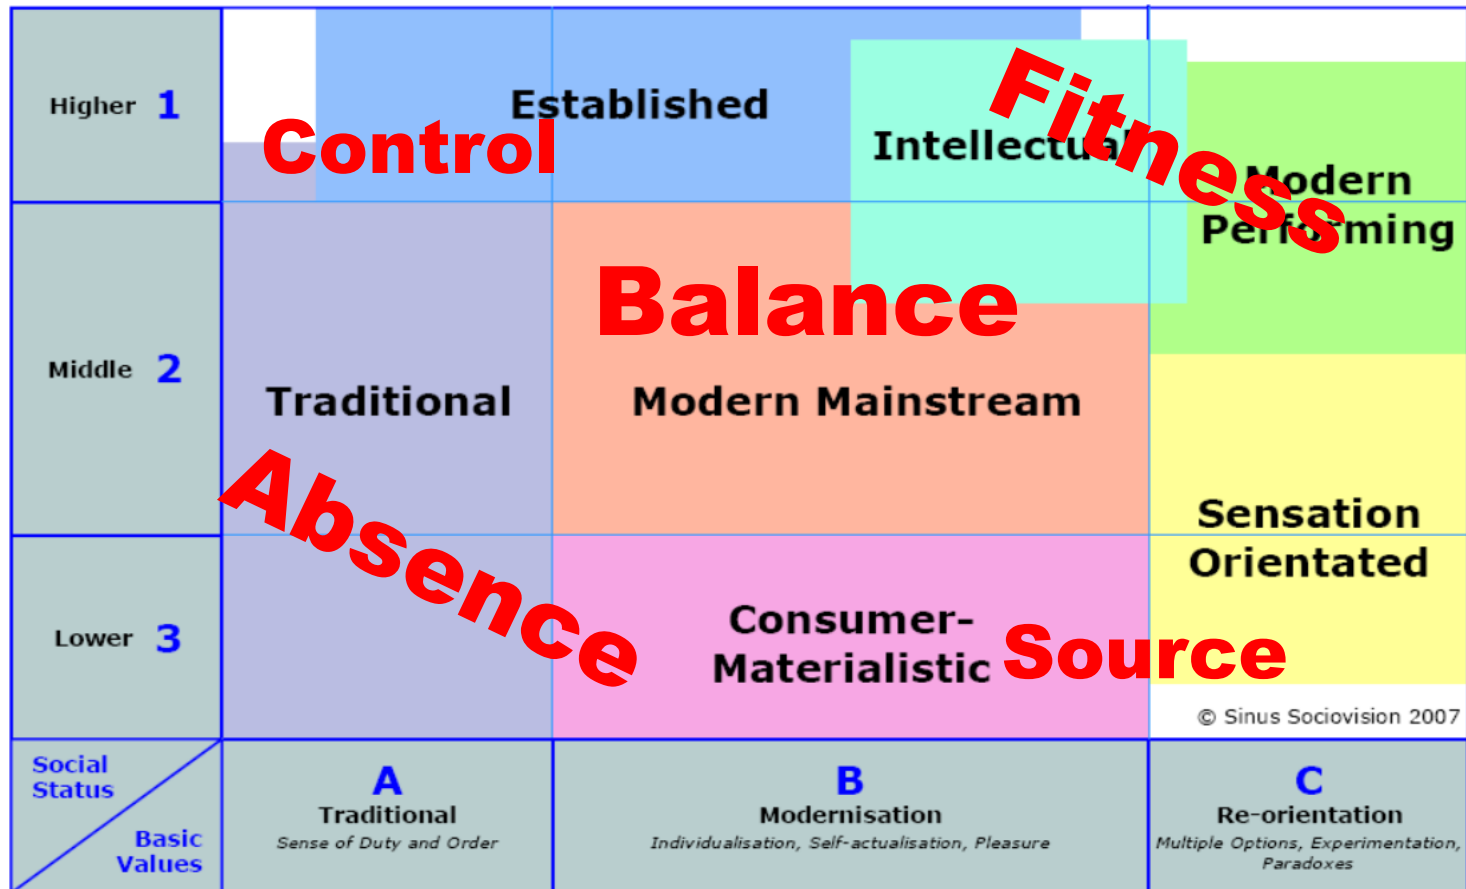 Higher 1
Established
Control
Intellectual
Fitness
Modern
Performing
Middle 2
Balance
Traditional
Modern Mainstream
Absence
Sensation
Orientated
Lower 3
Consumer-
Materialistic
Source
© Sinus Sociovision 2007
Social
Status
Basic
Values
A
Traditional
Sense of Duty and Order
B
Modernisation
Individualisation, Self-actualisation, Pleasure
C
Re-orientation
Multiple Options, Experimentation,
Paradoxes